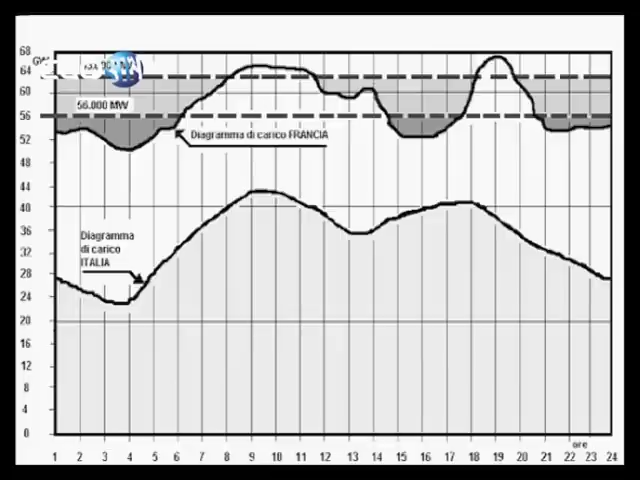 68
GW
64
60
56.000 MW
56
Diagramma di carico FRANCIA
52
48
44
40
36
Diagramma
di carico
ITALIA
32
28
24
20
16
12
8
4
0
ore
1 2 3 4 5 6 7 8 9 10 11 12 13 14 15 16 17 18 19 20 21 22 23 24